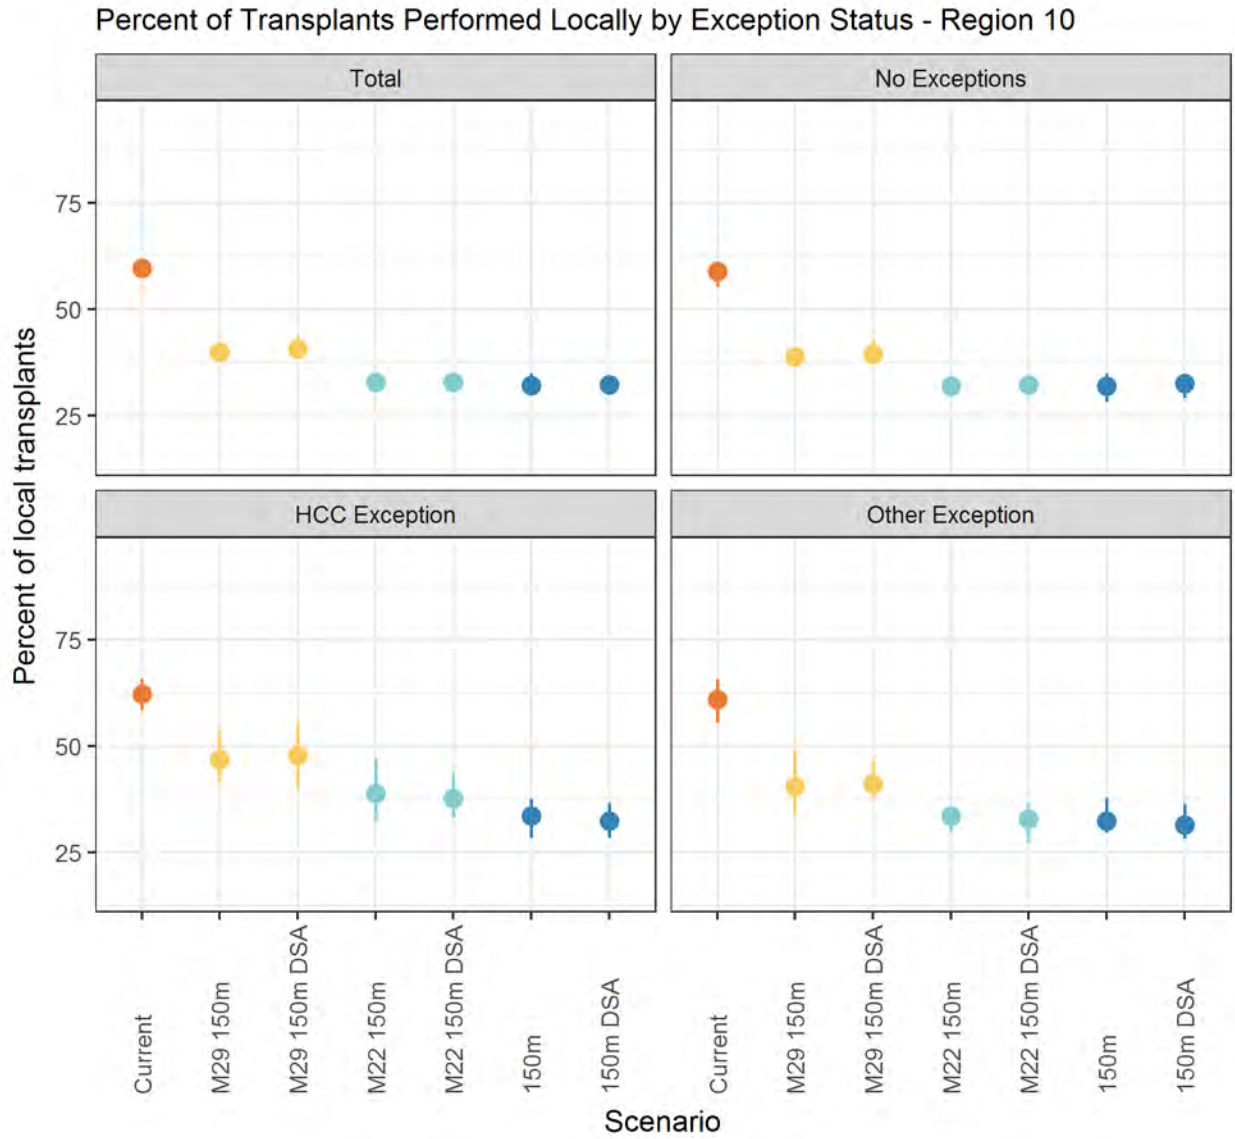 Percent of Transplants Performed Locally by Exception Status - Region 10
Total
No Exceptions
Percent of local transplants
75
50
25
HCC Exception
Other Exception
75
50
25
Current
M29 150m
M29 150m DSA
M22 150m
M22 150m DSA
150m
150m DSA
Current
M29 150m
M29 150m DSA
M22 150m
M22 150m DSA
150m
150m DSA
Scenario